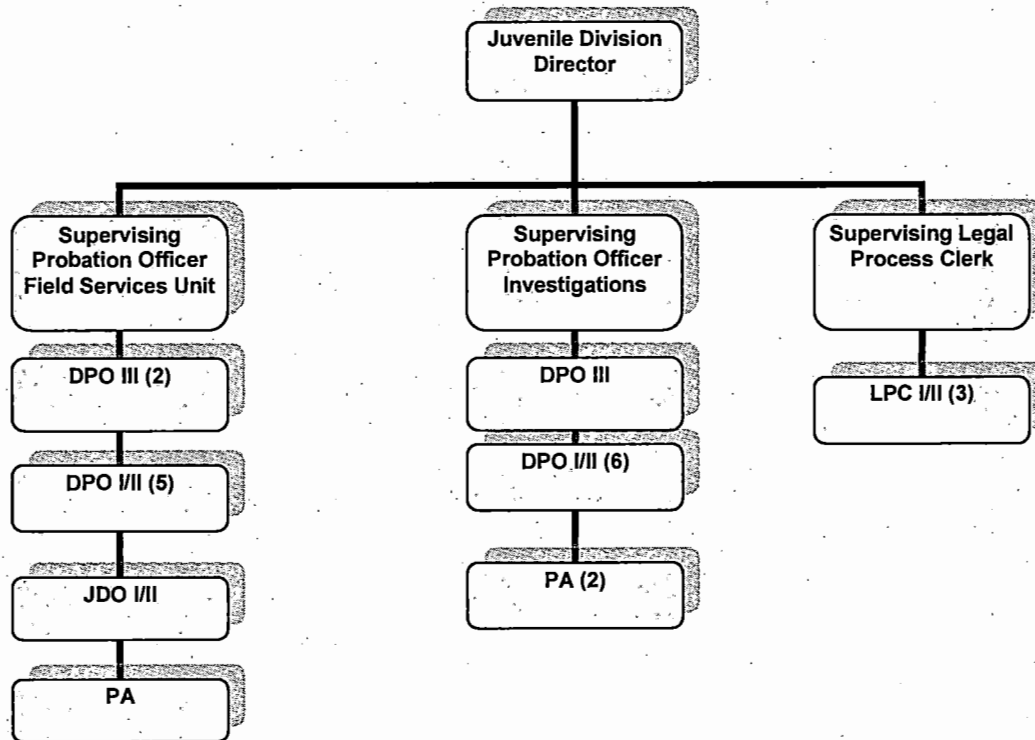 Juvenile Division
Director
Supervising
Probation Officer
Field Services Unit
DPO III (2)
DPO I/II (5)
JDO I/II
PA
Supervising
Probation Officer
Investigations
DPO III
DPO I/II (6)
PA (2)
Supervising Legal
Process Clerk
LPC I/II (3)